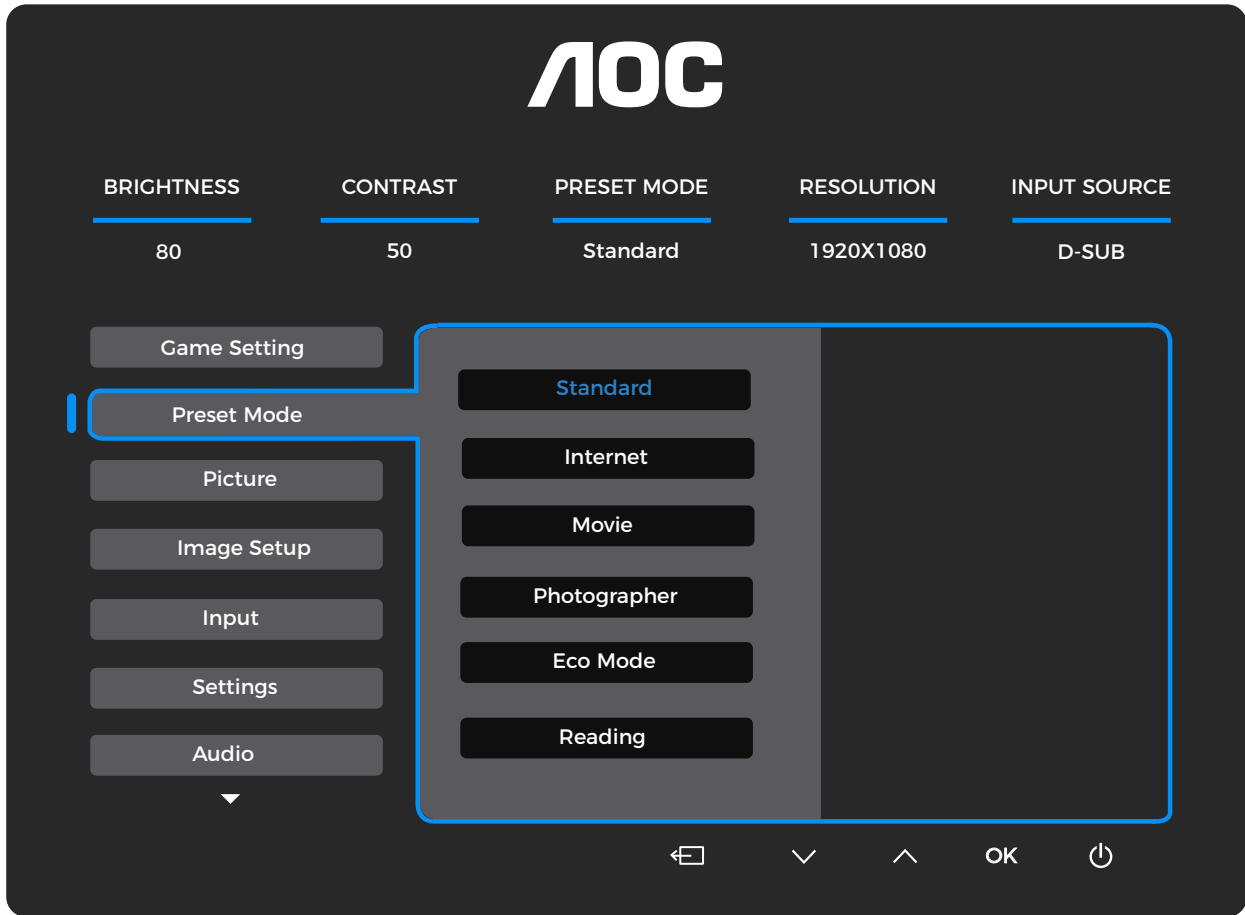 AOC
BRIGHTNESS CONTRAST PRESET MODE RESOLUTION INPUT SOURCE
80 50 Standard 1920X1080 D-SUB
Game Setting
Preset Mode
Picture
Image Setup
Input
Settings
Audio
Standard
Internet
Movie
Photographer
Eco Mode
Reading
OK